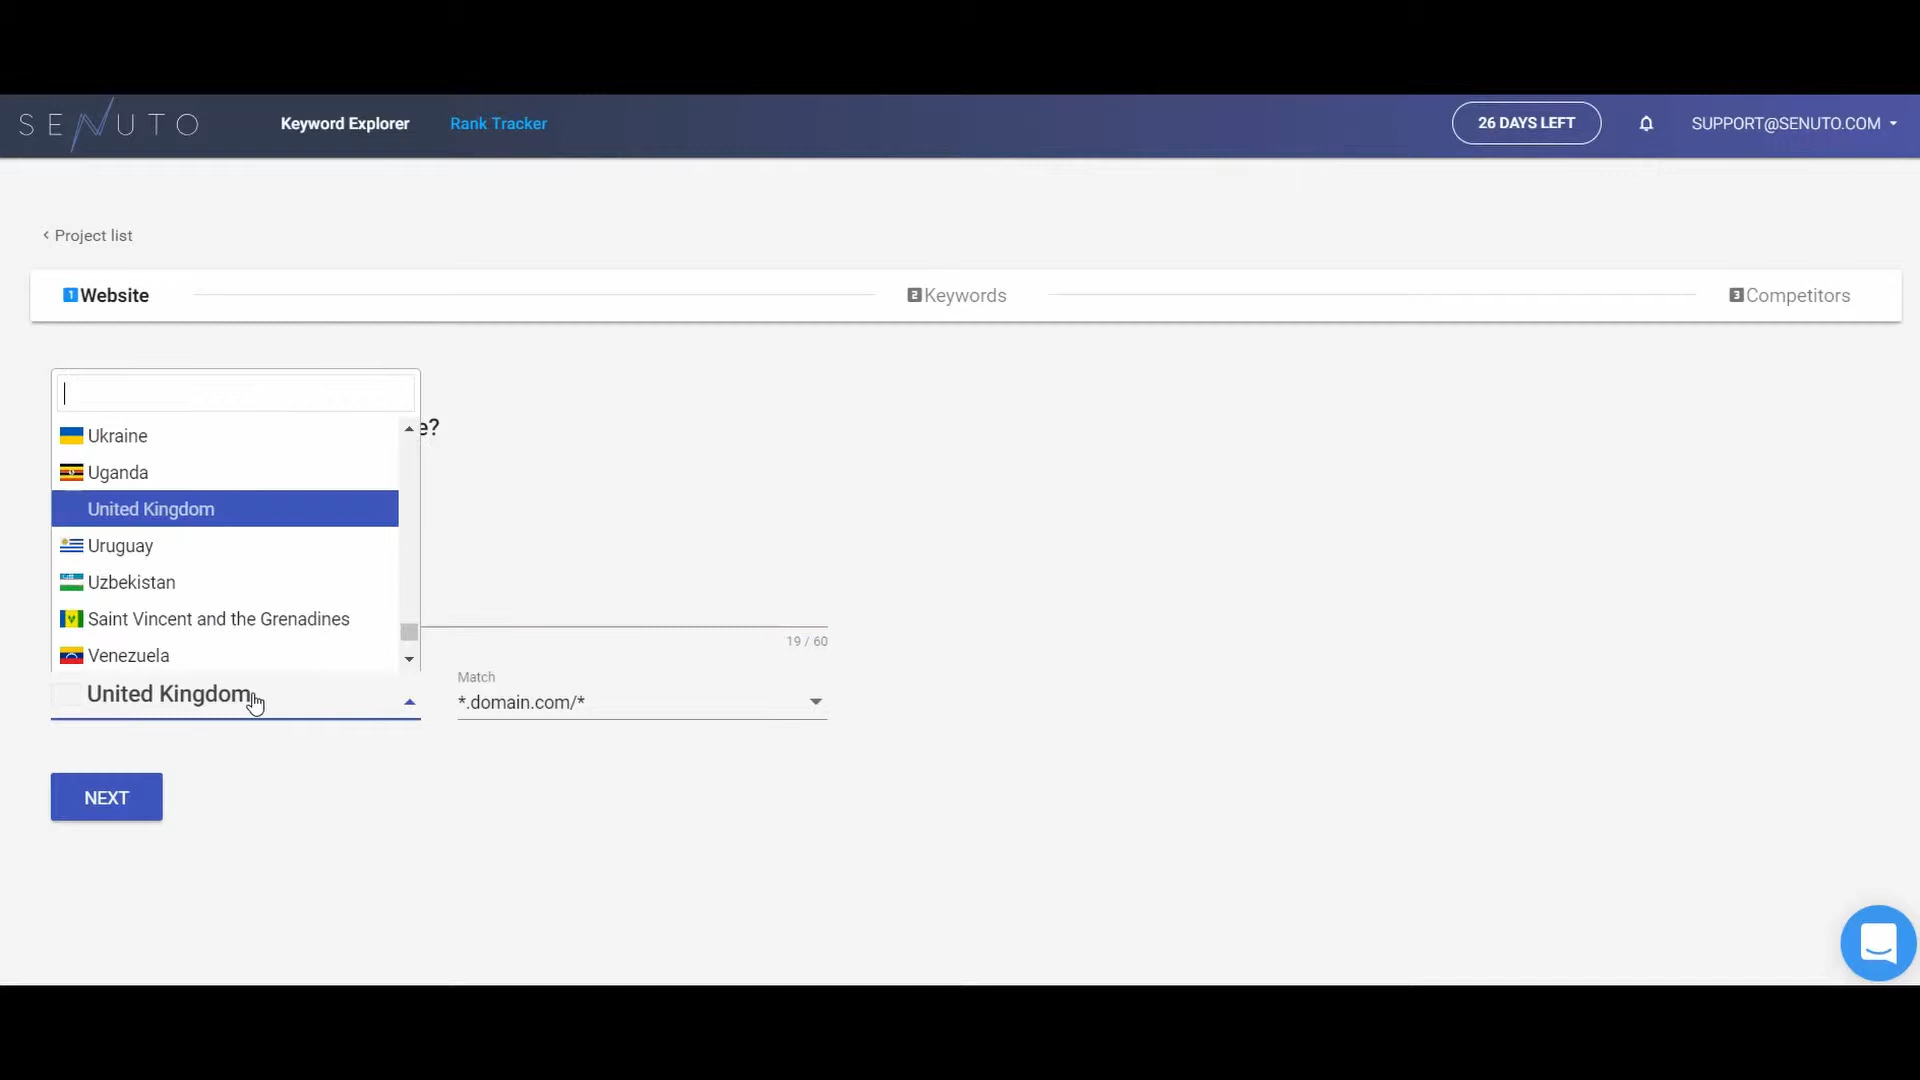 SENUTO
Keyword Explorer
Rank Tracker
26 DAYS LEFT
SUPPORT@SENUTO.COM
< Project list
1 Website
2 Keywords
3 Competitors
e?
Ukraine
Uganda
United Kingdom
Uruguay
Uzbekistan
Saint Vincent and the Grenadines
Venezuela
19 / 60
United Kingdom
Match
*.domain.com/*
NEXT